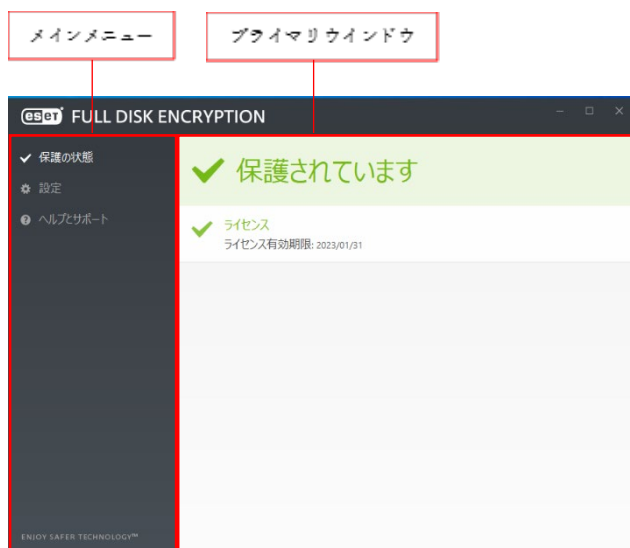 メインメニュー
プライマリウインドウ
eseT FULL DISK ENCRYPTION
保護の状態
設定
ヘルプとサポート
保護されています
ライセンス
ライセンス有効期限: 2023/01/31
ENJOY SAFER TECHNOLOGY™